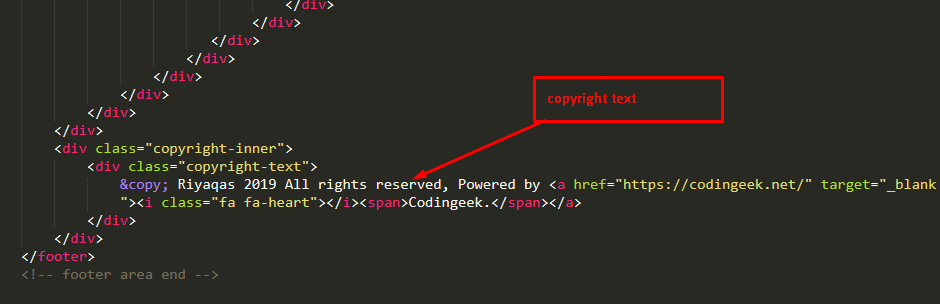 </div>
</div>
</div>
</div>
</div>
</div>
</div>
</div>
copyright text
<div class="copyright-inner">
<div class="copyright-text">
&copy; Riyaqas 2019 All rights reserved, Powered by <a href="https://codingeek.net/" target="_blank
"><i class="fa fa-heart"></i><span>Codingeek.</span></a>
</div>
</div>
</footer>
<!-- footer area end -->